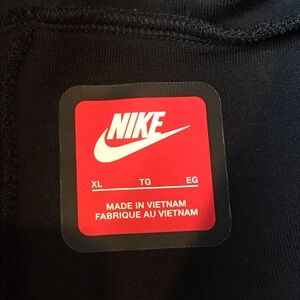 NIKE
XL TG EG
MADE IN VIETNAM
FABRIQUE AU VIETNAM